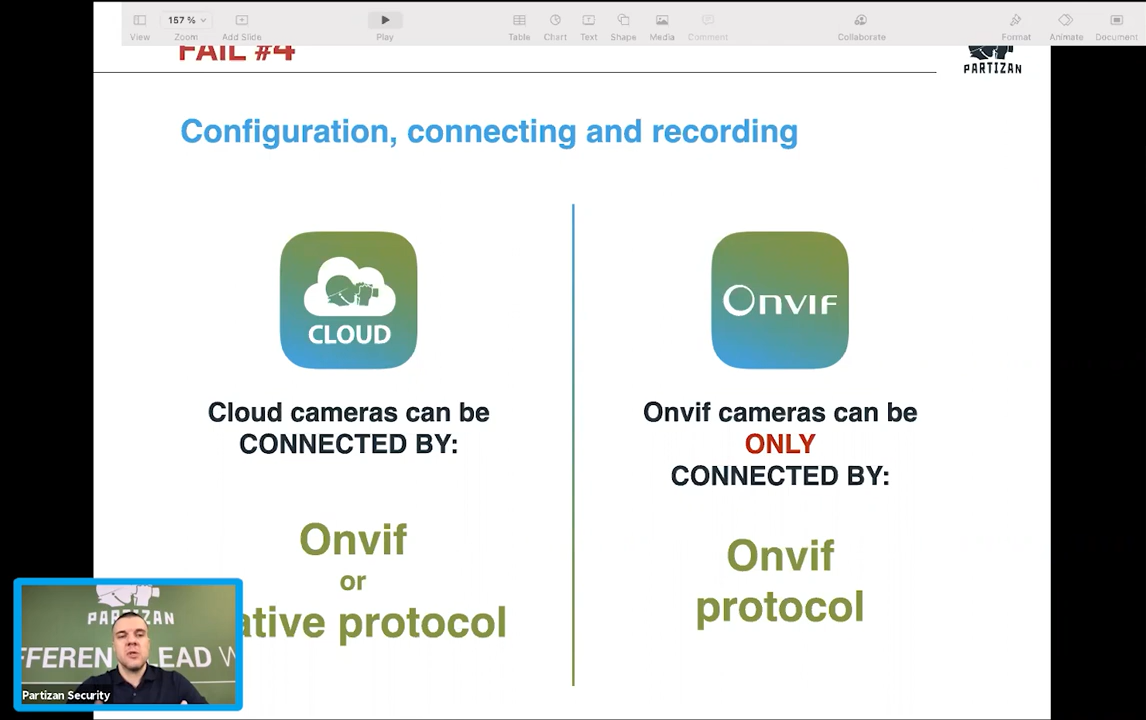 157 %
View
Zoom
Add Slide
Play
Table
Chart
Text
Shape
Media
Comment
Collaborate
Format
Animate
Document
FAIL #4
PARTIZAN
Configuration, connecting and recording
CLOUD
Cloud cameras can be
CONNECTED BY:
Onvif
or
ative protocol
ONVIF
Onvif cameras can be
ONLY
CONNECTED BY:
Onvif
protocol
PARTIZAN
FFEREN LEAD W
Partizan Security